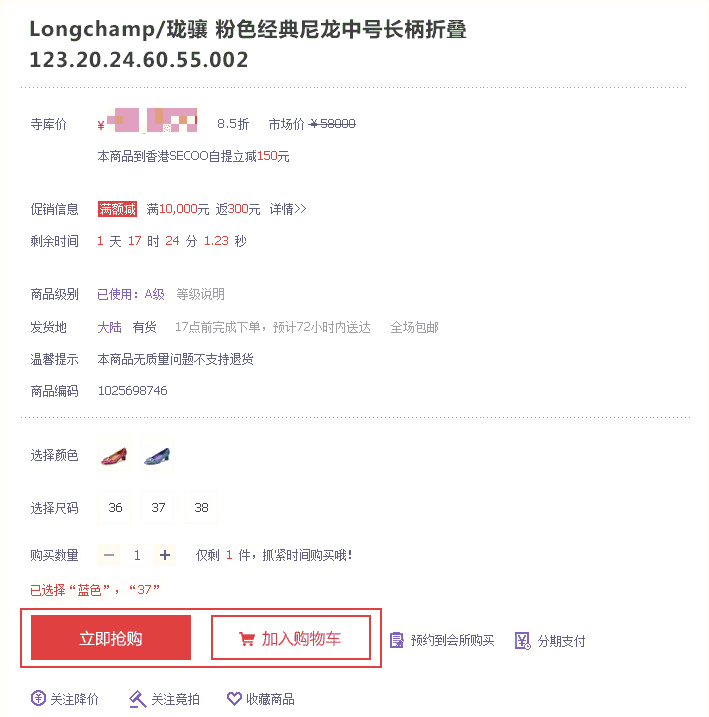 Longchamp/珑骧 粉色经典尼龙中号长柄折叠
123.20.24.60.55.002
寺库价 ¥ 8.5折 市场价 ¥58000
本商品到香港SECOO自提立减150元
促销信息 满额减 满10,000元 返300元 详情>>
剩余时间 1 天 17 时 24 分 1.23 秒
商品级别 已使用：A级 等级说明
发货地 大陆 有货 17点前完成下单，预计72小时内送达 全场包邮
温馨提示 本商品无质量问题不支持退货
商品编码 1025698746
选择颜色
选择尺码 36 37 38
购买数量 − 1 + 仅剩 1 件，抓紧时间购买哦！
已选择“蓝色”，“37”
立即抢购 加入购物车 预约到会所购买 分期支付
关注降价 关注竟拍 收藏商品